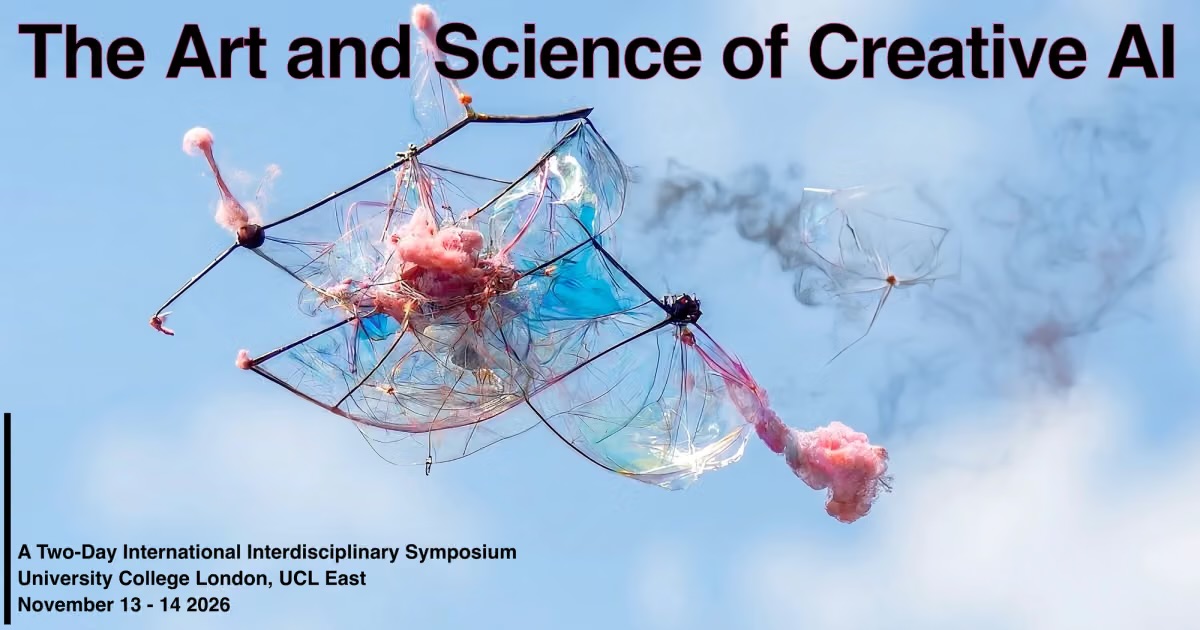 The Art and Science of Creative AI
A Two-Day International Interdisciplinary Symposium
University College London, UCL East
November 13 - 14 2026